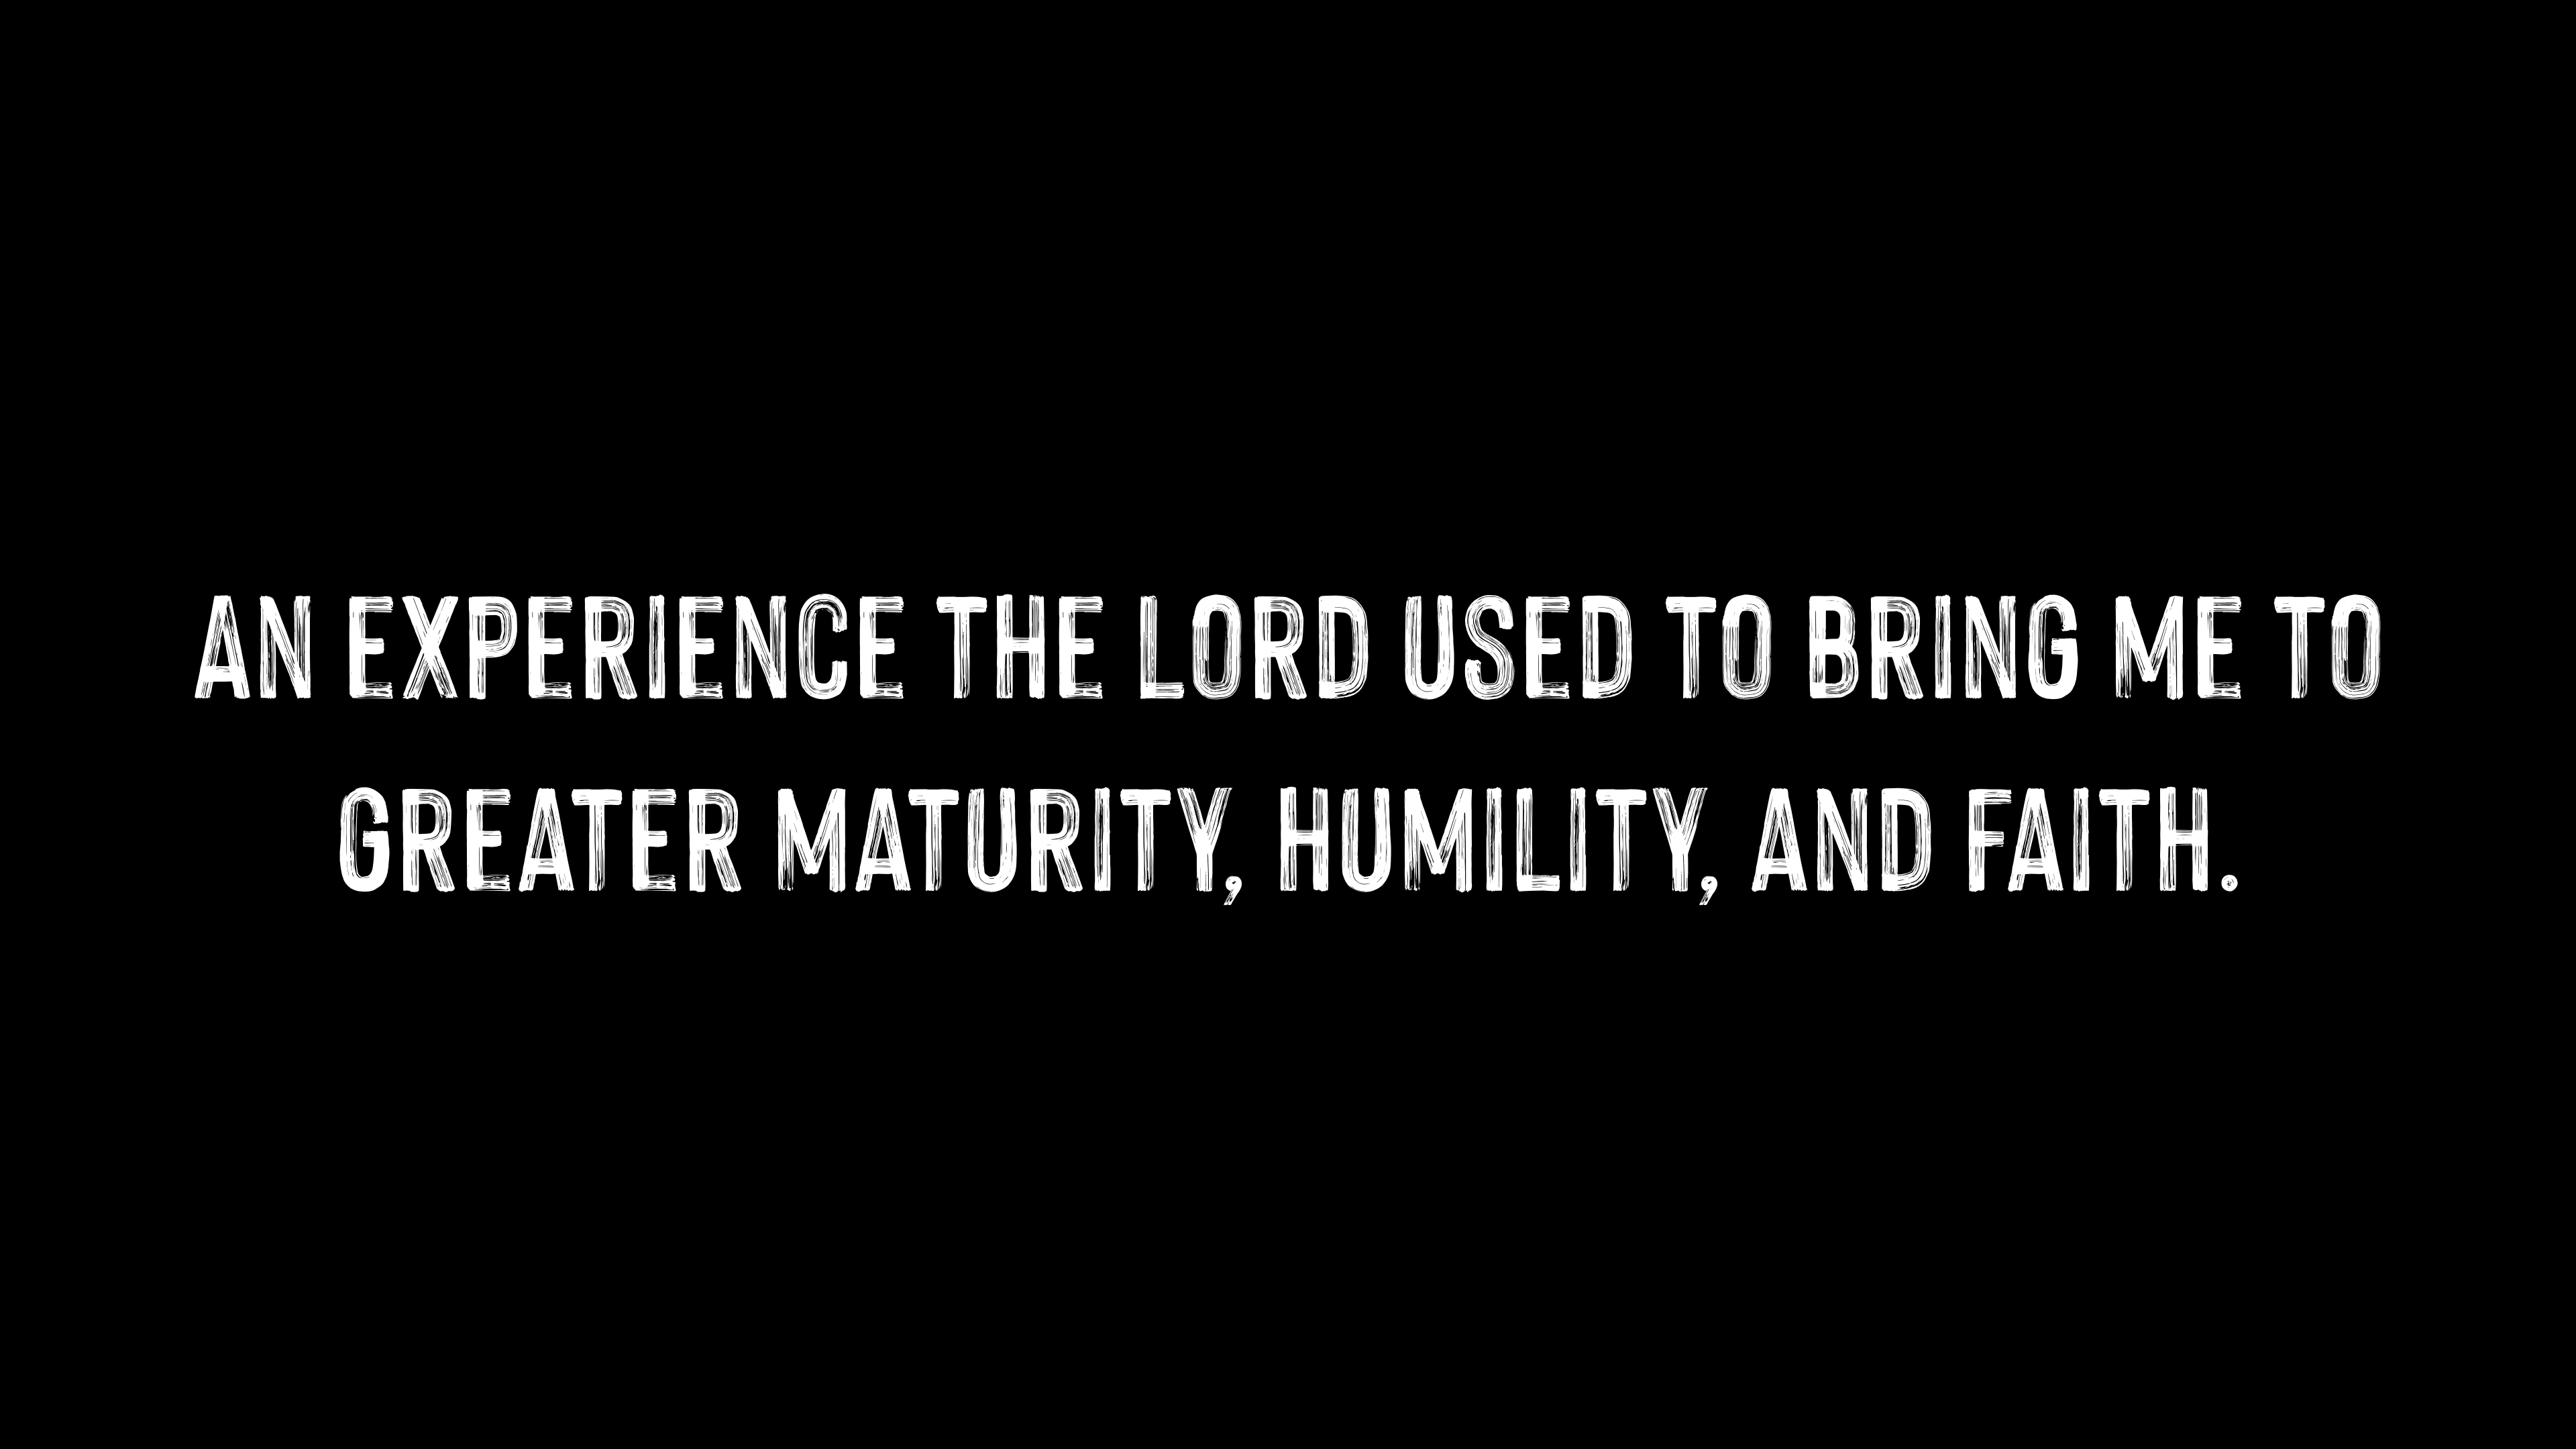 AN EXPERIENCE THE LORD USED TO BRING ME TO
GREATER MATURITY, HUMILITY, AND FAITH.